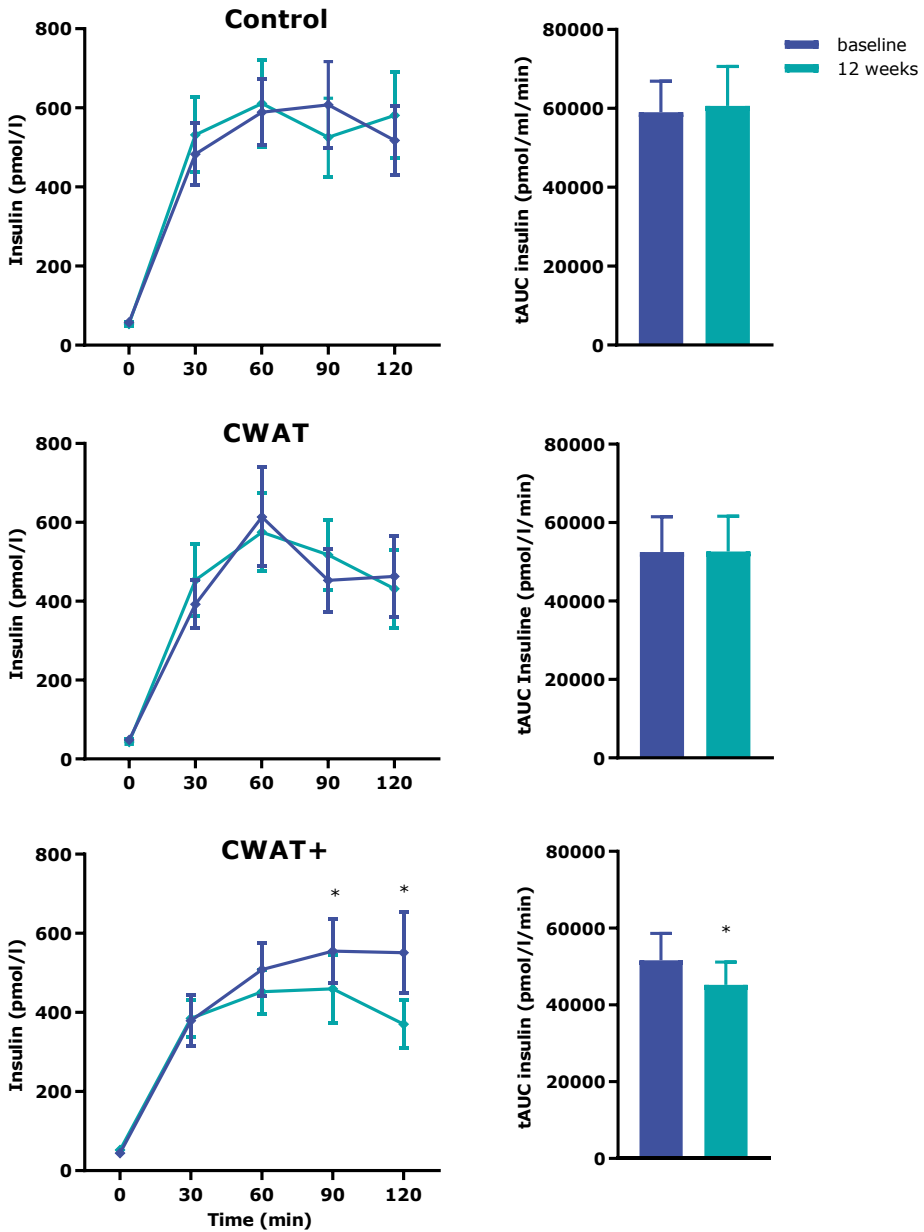 Control
Insulin (pmol/l)
800
600
400
200
0
0 30 60 90 120
tAUC insulin (pmol/ml/min)
80000
60000
40000
20000
0
baseline
12 weeks
CWAT
Insulin (pmol/l)
800
600
400
200
0
0 30 60 90 120
tAUC Insuline (pmol/l/min)
80000
60000
40000
20000
0
CWAT+
Insulin (pmol/l)
800
600
400
200
0
* *
0 30 60 90 120
Time (min)
tAUC insulin (pmol/l/min)
80000
60000
40000
20000
0
*